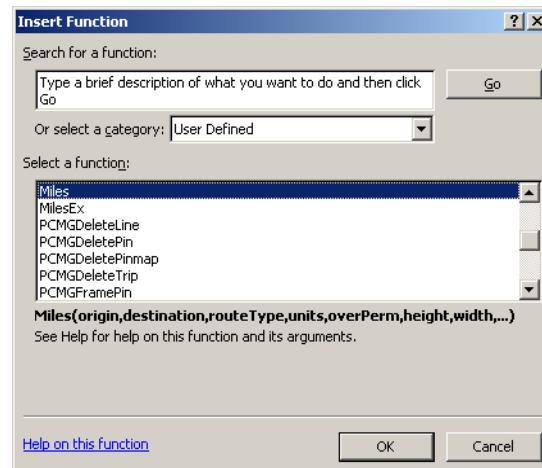 Insert Function
Search for a function:
Type a brief description of what you want to do and then click
Go
Go
Or select a category: User Defined
Select a function:
Miles
MilesEx
PCMGDeleteLine
PCMGDeletePin
PCMGDeletePinmap
PCMGDeleteTrip
PCMGFramePin
Miles(origin,destination,routeType,units,overPerm,height,width,...)
See Help for help on this function and its arguments.
Help on this function
OK
Cancel